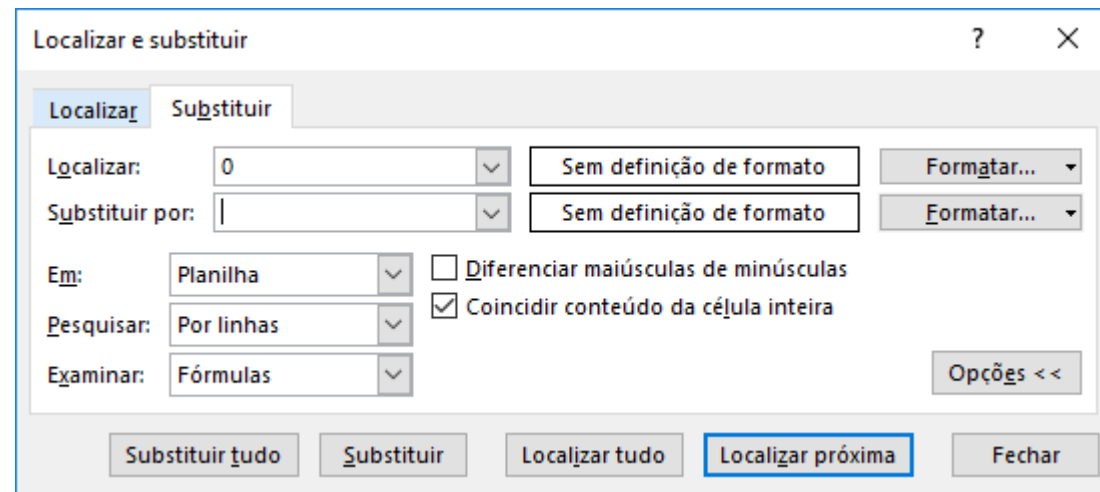 Localizar e substituir ? ×
Localizar Substituir
Localizar: 0 Sem definição de formato Formatar...
Substituir por: Sem definição de formato Formatar...
Em: Planilha Diferenciar maiúsculas de minúsculas
Coincidir conteúdo da célula inteira
Pesquisar: Por linhas
Examinar: Fórmulas Opções <<
Substituir tudo Substituir Localizar tudo Localizar próxima Fechar